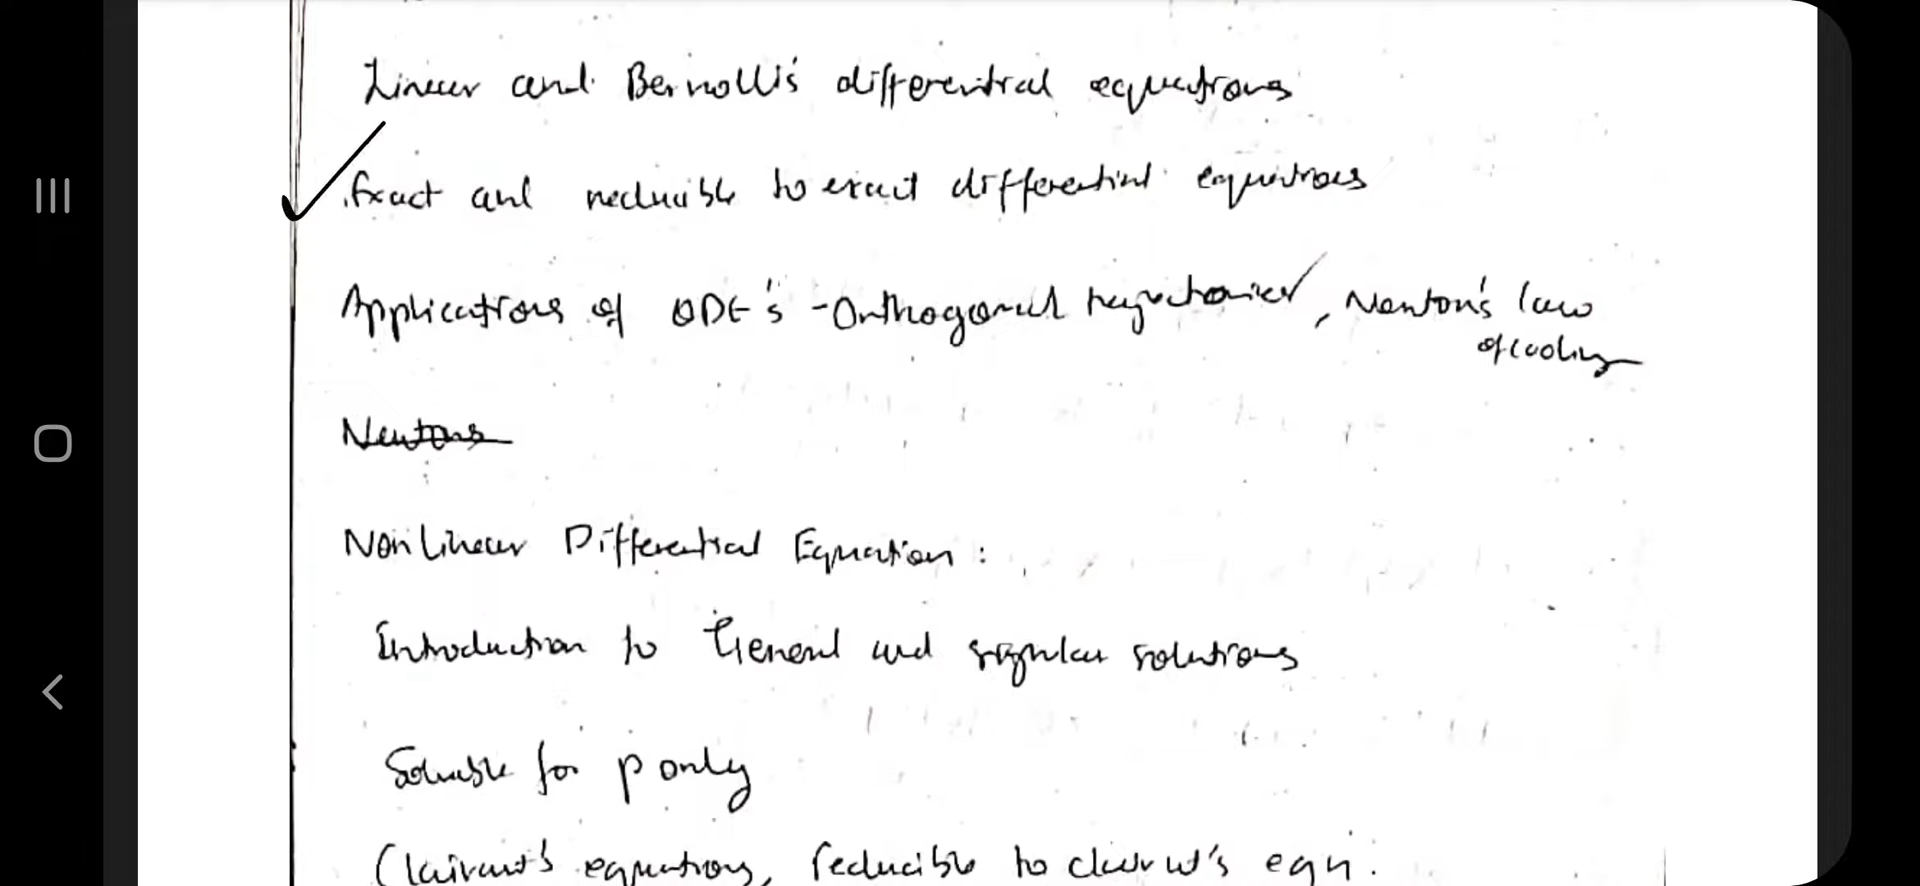 Linear and Bernollis' differential equations
Exact and reducible to exact differential equations
Applications of ODE's - Orthogonal trajectories, Newton's law
of cooling
Newtons
Non linear Differential Equation :
Introduction to General and singular solutions
Solvable for p only
Clairaut's equations, reducible to clairaut's eqn.